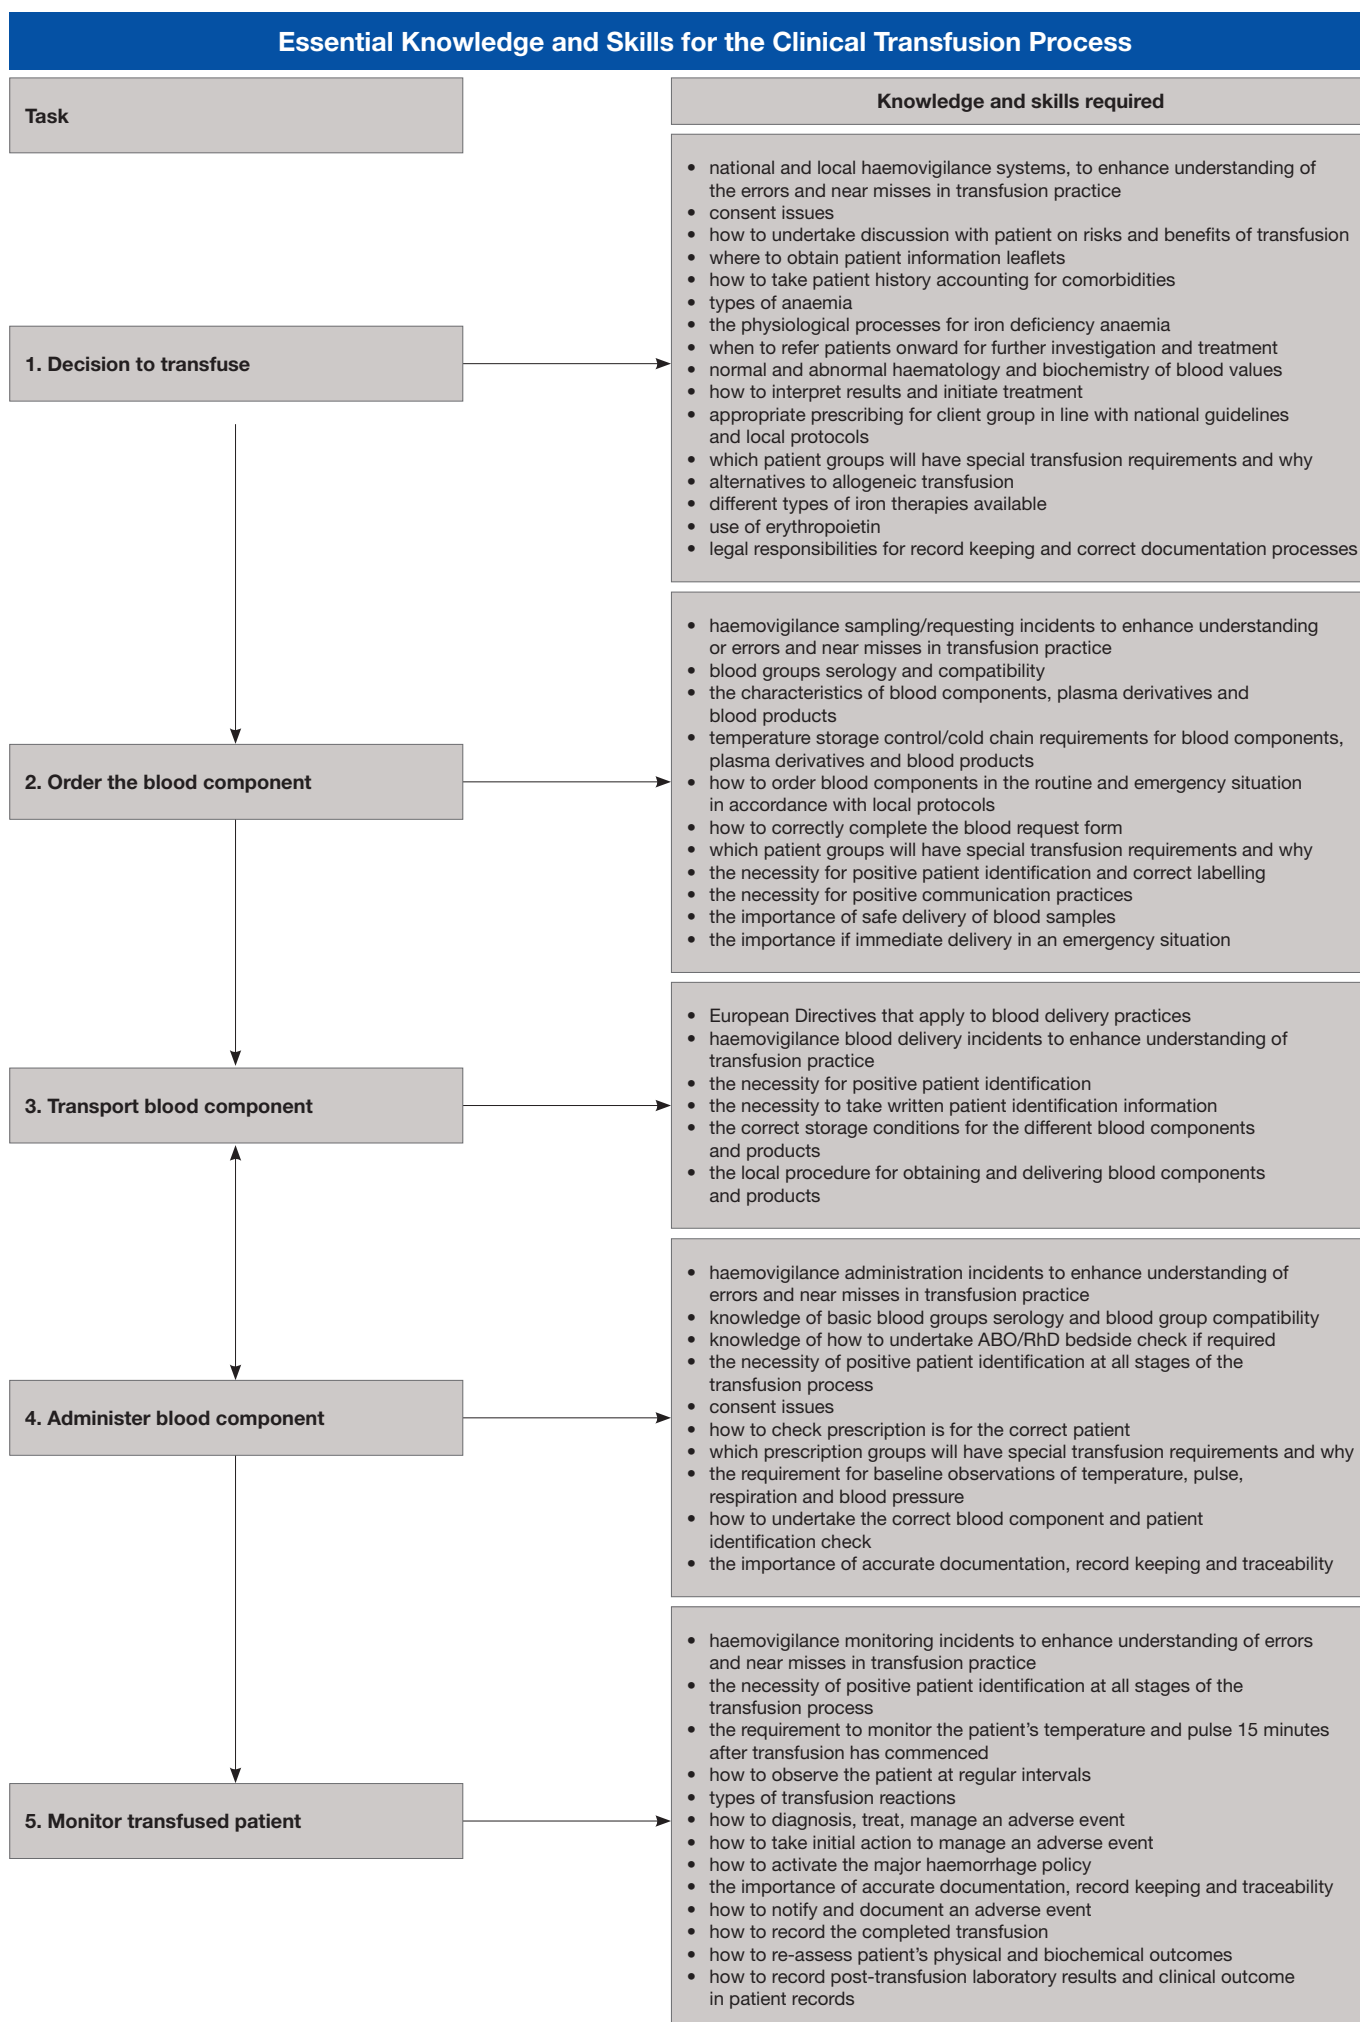 Essential Knowledge and Skills for the Clinical Transfusion Process
Task
Knowledge and skills required
1. Decision to transfuse
• national and local haemovigilance systems, to enhance understanding of
the errors and near misses in transfusion practice
• consent issues
• how to undertake discussion with patient on risks and benefits of transfusion
• where to obtain patient information leaflets
• how to take patient history accounting for comorbidities
• types of anaemia
• the physiological processes for iron deficiency anaemia
• when to refer patients onward for further investigation and treatment
• normal and abnormal haematology and biochemistry of blood values
• how to interpret results and initiate treatment
• appropriate prescribing for client group in line with national guidelines
and local protocols
• which patient groups will have special transfusion requirements and why
• alternatives to allogeneic transfusion
• different types of iron therapies available
• use of erythropoietin
• legal responsibilities for record keeping and correct documentation processes
2. Order the blood component
• haemovigilance sampling/requesting incidents to enhance understanding
or errors and near misses in transfusion practice
• blood groups serology and compatibility
• the characteristics of blood components, plasma derivatives and
blood products
• temperature storage control/cold chain requirements for blood components,
plasma derivatives and blood products
• how to order blood components in the routine and emergency situation
in accordance with local protocols
• how to correctly complete the blood request form
• which patient groups will have special transfusion requirements and why
• the necessity for positive patient identification and correct labelling
• the necessity for positive communication practices
• the importance of safe delivery of blood samples
• the importance if immediate delivery in an emergency situation
3. Transport blood component
• European Directives that apply to blood delivery practices
• haemovigilance blood delivery incidents to enhance understanding of
transfusion practice
• the necessity for positive patient identification
• the necessity to take written patient identification information
• the correct storage conditions for the different blood components
and products
• the local procedure for obtaining and delivering blood components
and products
4. Administer blood component
• haemovigilance administration incidents to enhance understanding of
errors and near misses in transfusion practice
• knowledge of basic blood groups serology and blood group compatibility
• knowledge of how to undertake ABO/RhD bedside check if required
• the necessity of positive patient identification at all stages of the
transfusion process
• consent issues
• how to check prescription is for the correct patient
• which prescription groups will have special transfusion requirements and why
• the requirement for baseline observations of temperature, pulse,
respiration and blood pressure
• how to undertake the correct blood component and patient
identification check
• the importance of accurate documentation, record keeping and traceability
5. Monitor transfused patient
• haemovigilance monitoring incidents to enhance understanding of errors
and near misses in transfusion practice
• the necessity of positive patient identification at all stages of the
transfusion process
• the requirement to monitor the patient’s temperature and pulse 15 minutes
after transfusion has commenced
• how to observe the patient at regular intervals
• types of transfusion reactions
• how to diagnosis, treat, manage an adverse event
• how to take initial action to manage an adverse event
• how to activate the major haemorrhage policy
• the importance of accurate documentation, record keeping and traceability
• how to notify and document an adverse event
• how to record the completed transfusion
• how to re-assess patient’s physical and biochemical outcomes
• how to record post-transfusion laboratory results and clinical outcome
in patient records